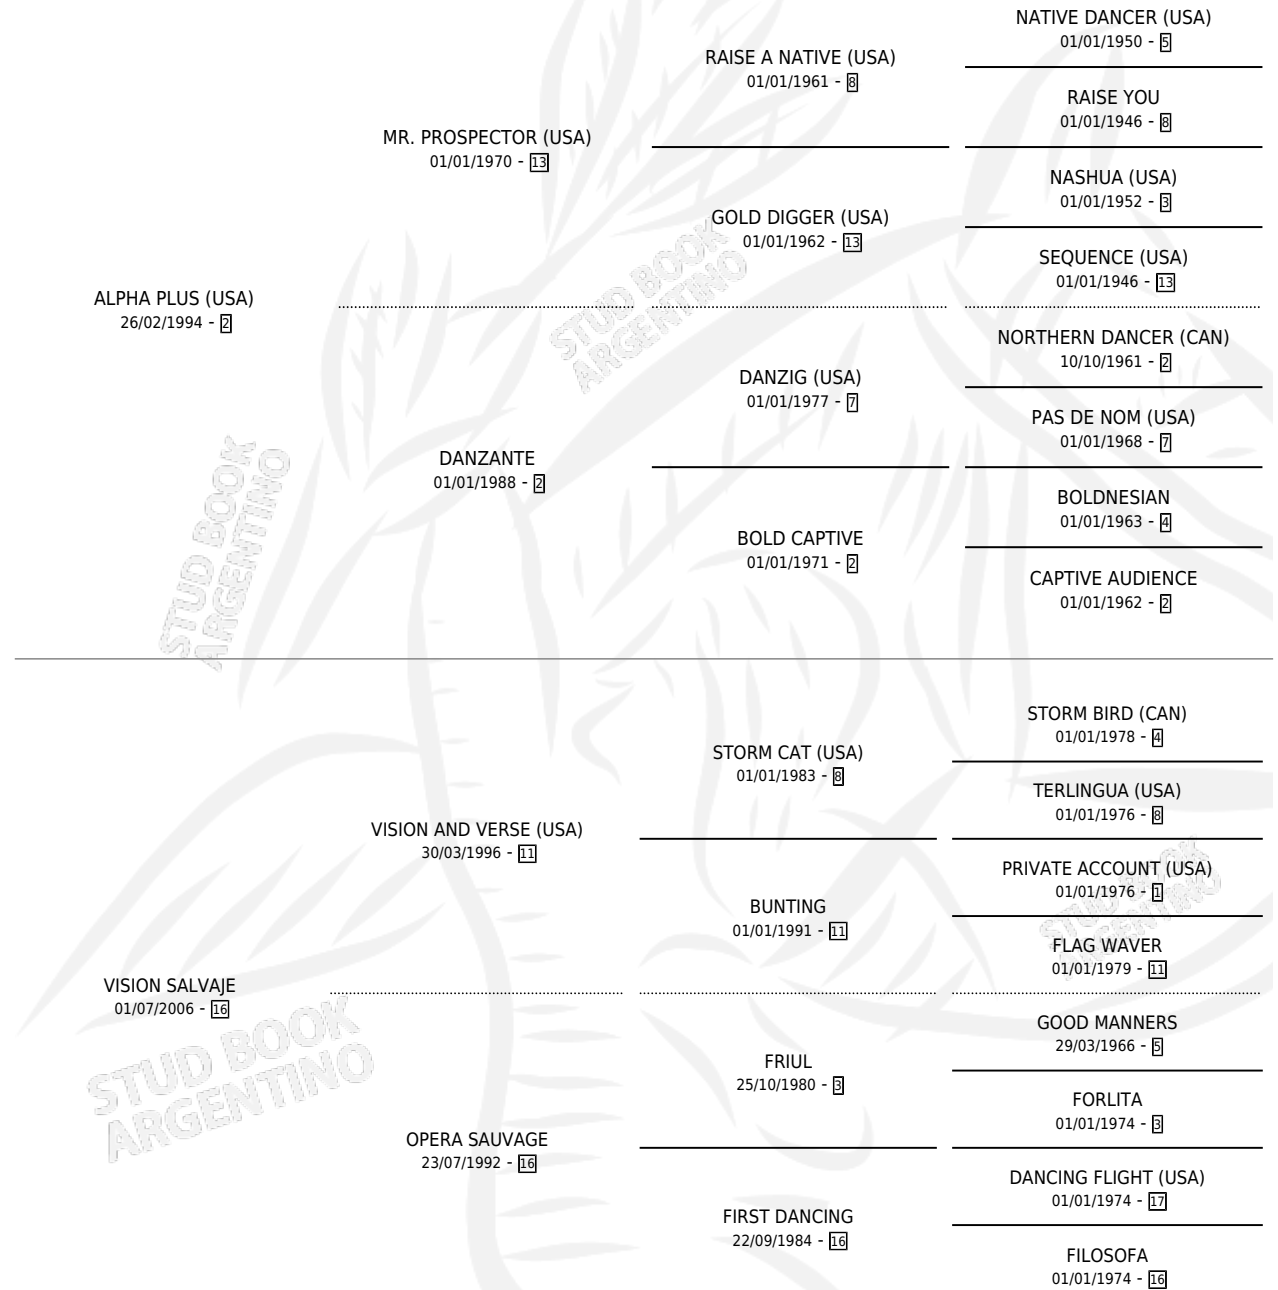 NATIVE DANCER (USA)
01/01/1950 - 5
RAISE A NATIVE (USA)
01/01/1961 - 8
RAISE YOU
01/01/1946 - 8
MR. PROSPECTOR (USA)
01/01/1970 - 13
NASHUA (USA)
01/01/1952 - 3
GOLD DIGGER (USA)
01/01/1962 - 13
SEQUENCE (USA)
01/01/1946 - 13
ALPHA PLUS (USA)
26/02/1994 - 2
STUD BOOK
ARGENTINO
NORTHERN DANCER (CAN)
10/10/1961 - 2
DANZIG (USA)
01/01/1977 - 7
PAS DE NOM (USA)
01/01/1968 - 7
DANZANTE
01/01/1988 - 2
BOLDNESIAN
01/01/1963 - 4
BOLD CAPTIVE
01/01/1971 - 2
CAPTIVE AUDIENCE
01/01/1962 - 2
STUD BOOK
ARGENTINO
STORM BIRD (CAN)
01/01/1978 - 4
STORM CAT (USA)
01/01/1983 - 8
TERLINGUA (USA)
01/01/1976 - 8
VISION AND VERSE (USA)
30/03/1996 - 11
PRIVATE ACCOUNT (USA)
01/01/1976 - 1
BUNTING
01/01/1991 - 11
FLAG WAVER
01/01/1979 - 11
STUD BOOK
ARGENTINO
VISION SALVAJE
01/07/2006 - 16
GOOD MANNERS
29/03/1966 - 5
FRIUL
25/10/1980 - 3
FORLITA
01/01/1974 - 3
STUD BOOK
ARGENTINO
OPERA SAUVAGE
23/07/1992 - 16
DANCING FLIGHT (USA)
01/01/1974 - 17
FIRST DANCING
22/09/1984 - 16
FILOSOFA
01/01/1974 - 16